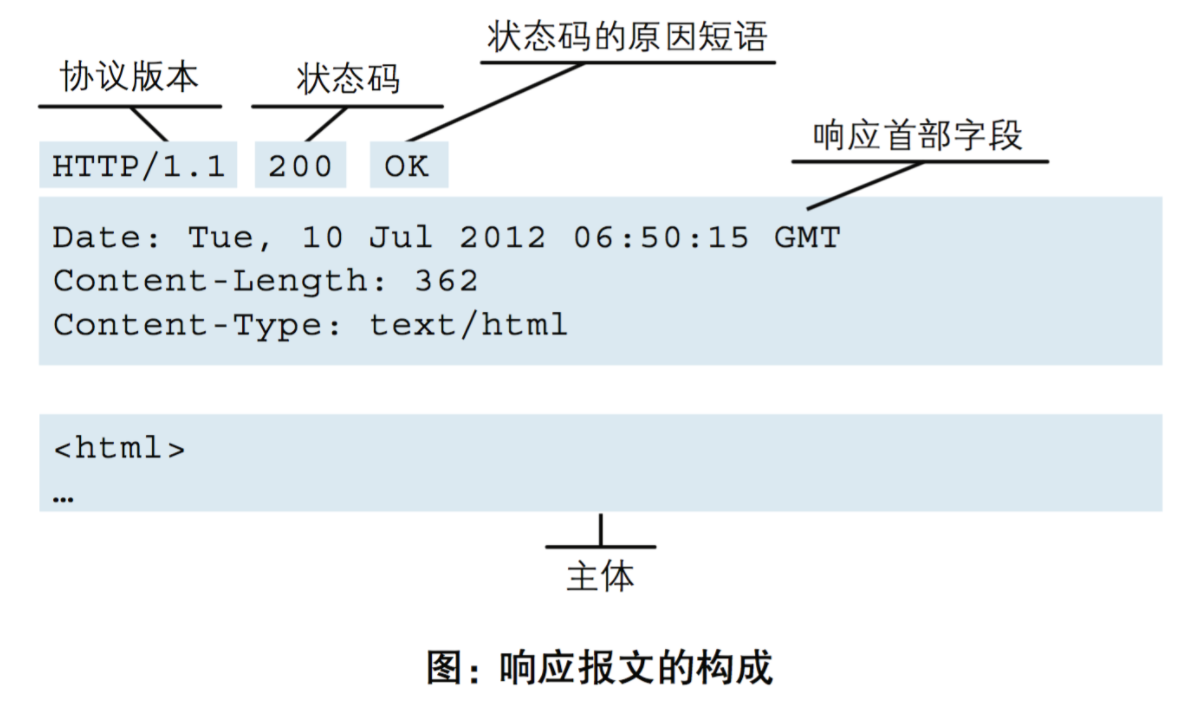 状态码的原因短语
协议版本 状态码
响应首部字段
HTTP/1.1 200 OK
Date: Tue, 10 Jul 2012 06:50:15 GMT
Content-Length: 362
Content-Type: text/html
<html>
…
主体
图：响应报文的构成